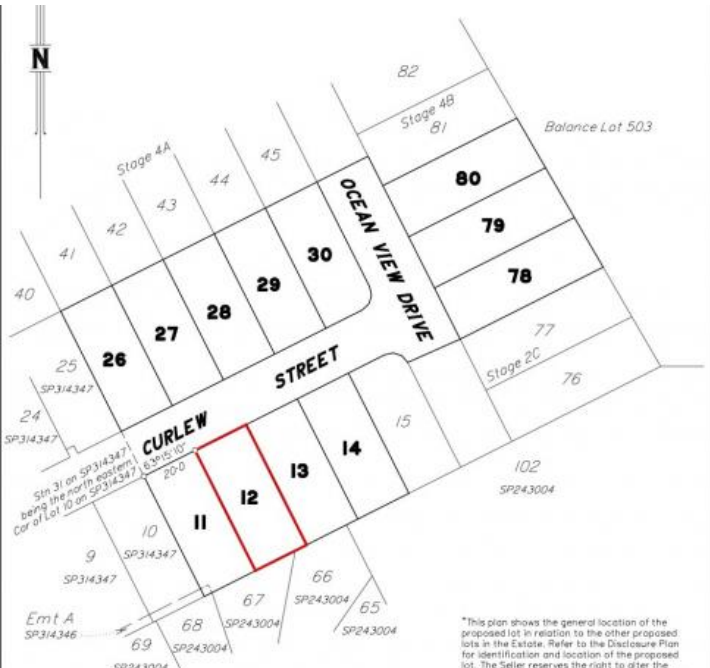 N
82
Stage 4B
81
Balance Lot 503
Stage 4A
45
44
43
42
41
40
80
79
78
OCEAN VIEW DRIVE
30
29
28
27
26
25
SP314347
24
SP314347
77
Stage 2C
76
CURLEW STREET
63°15'10"
20·0
Stn 31 on SP314347
being the north eastern
Cor of Lot 10 on SP314347
15
14
13
12
11
10
SP314347
9
SP314347
102
SP243004
66
SP243004
65
SP243004
67
SP243004
68
SP243004
69
SP243004
Emt A
SP314346
*This plan shows the general location of the
proposed lot in relation to the other proposed
lots in the Estate. Refer to the Disclosure Plan
for identification and location of the proposed
lot. The Seller reserves the right to alter the